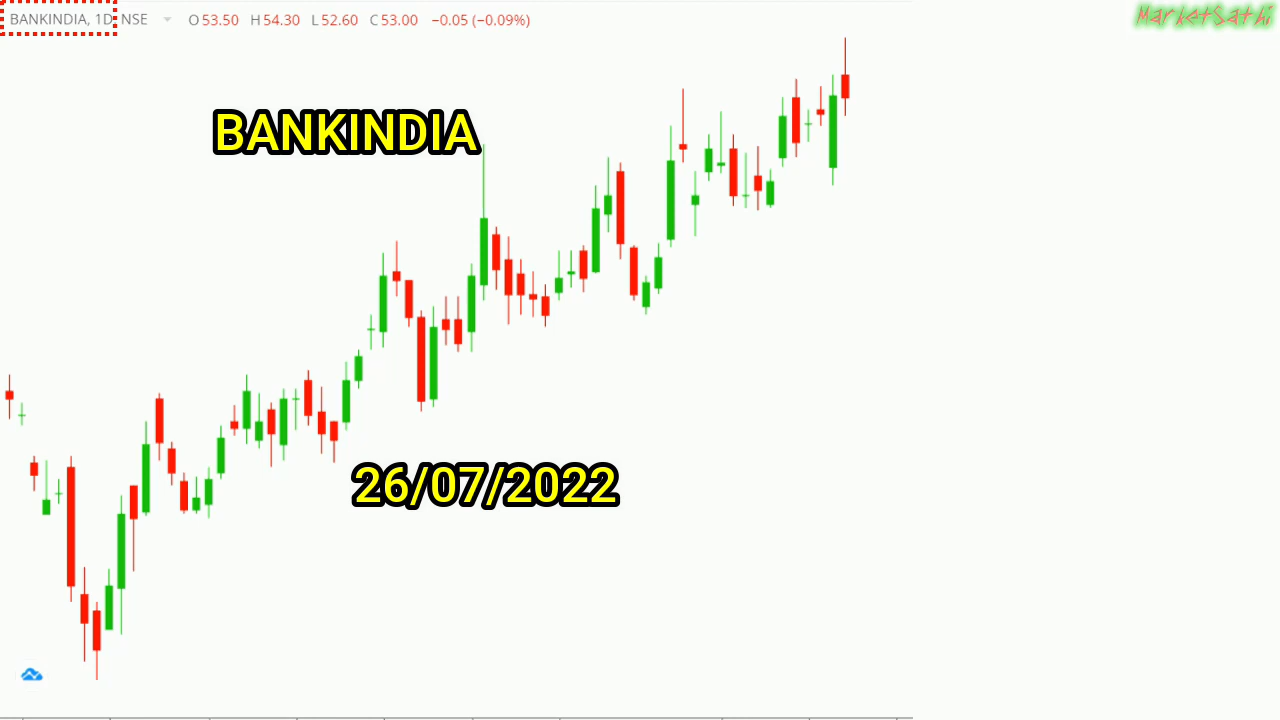 BANKINDIA, 1D, NSE O53.50 H54.30 L52.60 C53.00 −0.05 (−0.09%)
MarketSathi
BANKINDIA
26/07/2022